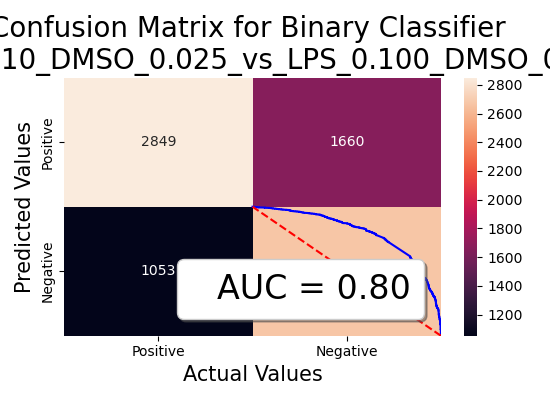 Confusion Matrix for Binary Classifier
10_DMSO_0.025_vs_LPS_0.100_DMSO_0
Predicted Values
Positive
Negative
2849
1660
1053
AUC = 0.80
Positive
Negative
Actual Values
2800
2600
2400
2200
2000
1800
1600
1400
1200